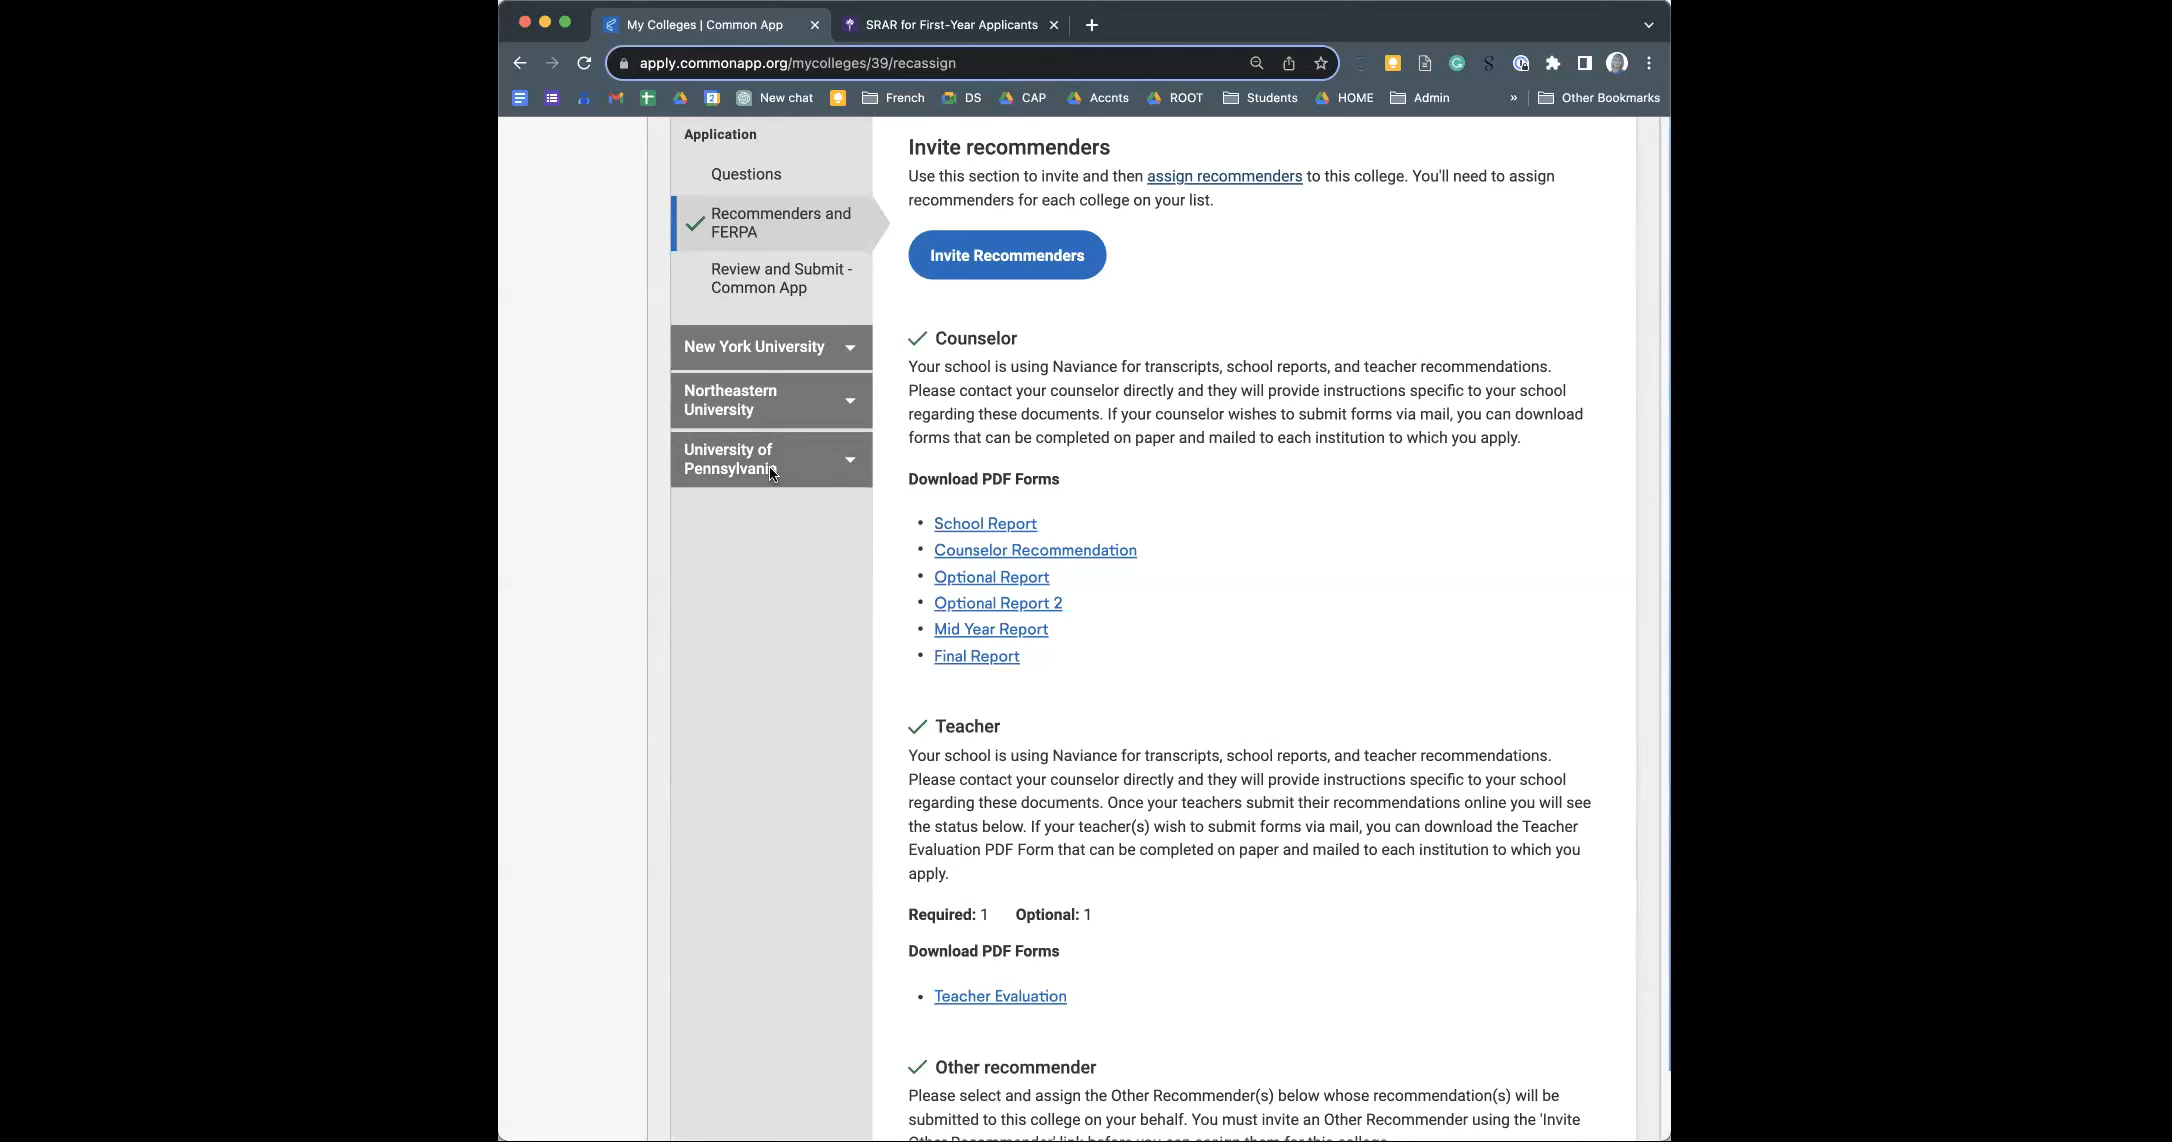 My Colleges | Common App
SRAR for First-Year Applicants
apply.commonapp.org/mycolleges/39/recassign
New chat
French
DS
CAP
Accnts
ROOT
Students
HOME
Admin
»
Other Bookmarks
Application
Questions
Recommenders and
FERPA
Review and Submit -
Common App
New York University
Northeastern
University
University of
Pennsylvania
Invite recommenders
Use this section to invite and then assign recommenders to this college. You'll need to assign
recommenders for each college on your list.
Invite Recommenders
Counselor
Your school is using Naviance for transcripts, school reports, and teacher recommendations.
Please contact your counselor directly and they will provide instructions specific to your school
regarding these documents. If your counselor wishes to submit forms via mail, you can download
forms that can be completed on paper and mailed to each institution to which you apply.
Download PDF Forms
• School Report
• Counselor Recommendation
• Optional Report
• Optional Report 2
• Mid Year Report
• Final Report
Teacher
Your school is using Naviance for transcripts, school reports, and teacher recommendations.
Please contact your counselor directly and they will provide instructions specific to your school
regarding these documents. Once your teachers submit their recommendations online you will see
the status below. If your teacher(s) wish to submit forms via mail, you can download the Teacher
Evaluation PDF Form that can be completed on paper and mailed to each institution to which you
apply.
Required: 1 Optional: 1
Download PDF Forms
• Teacher Evaluation
Other recommender
Please select and assign the Other Recommender(s) below whose recommendation(s) will be
submitted to this college on your behalf. You must invite an Other Recommender using the 'Invite
Other Recommender' link before you can assign them for this college.